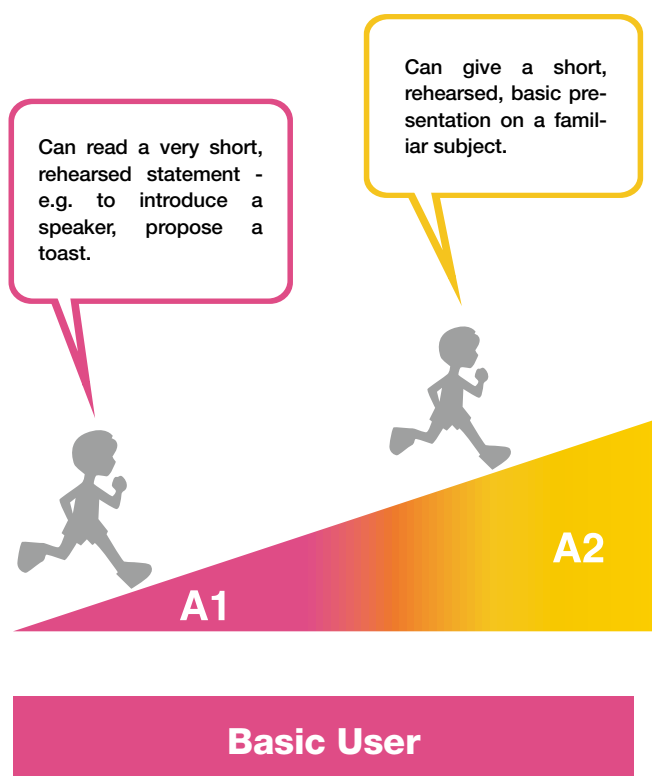 Can give a short,
rehearsed, basic pre-
sentation on a famil-
iar subject.
Can read a very short,
rehearsed statement -
e.g. to introduce a
speaker, propose a
toast.
A2
A1
Basic User